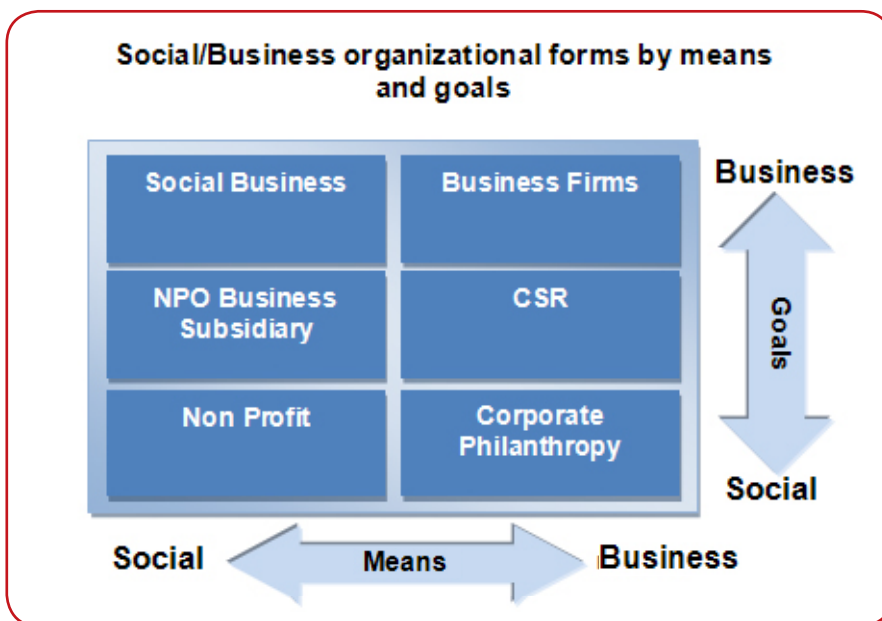 Social/Business organizational forms by means
and goals
Social Business
Business Firms
Business
NPO Business
Subsidiary
CSR
Goals
Non Profit
Corporate
Philanthropy
Social
Social
Means
Business